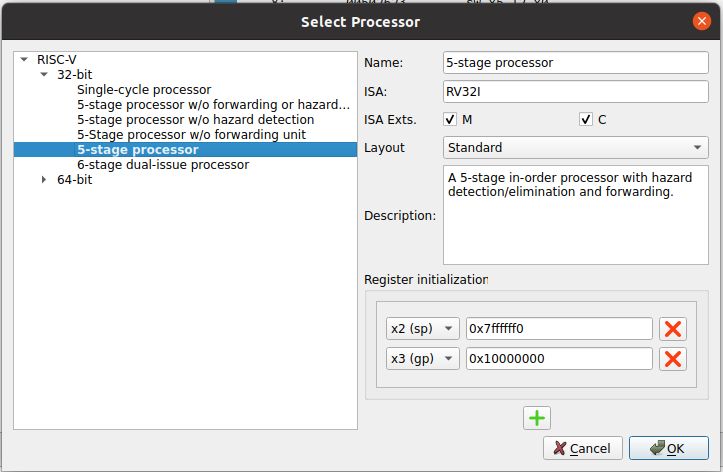 Select Processor
RISC-V
32-bit
Single-cycle processor
5-stage processor w/o forwarding or hazard...
5-stage processor w/o hazard detection
5-Stage processor w/o forwarding unit
5-stage processor
6-stage dual-issue processor
64-bit
Name: 5-stage processor
ISA: RV32I
ISA Exts. M C
Layout Standard
Description: A 5-stage in-order processor with hazard
detection/elimination and forwarding.
Register initialization
x2 (sp) 0x7ffffff0
x3 (gp) 0x10000000
Cancel OK